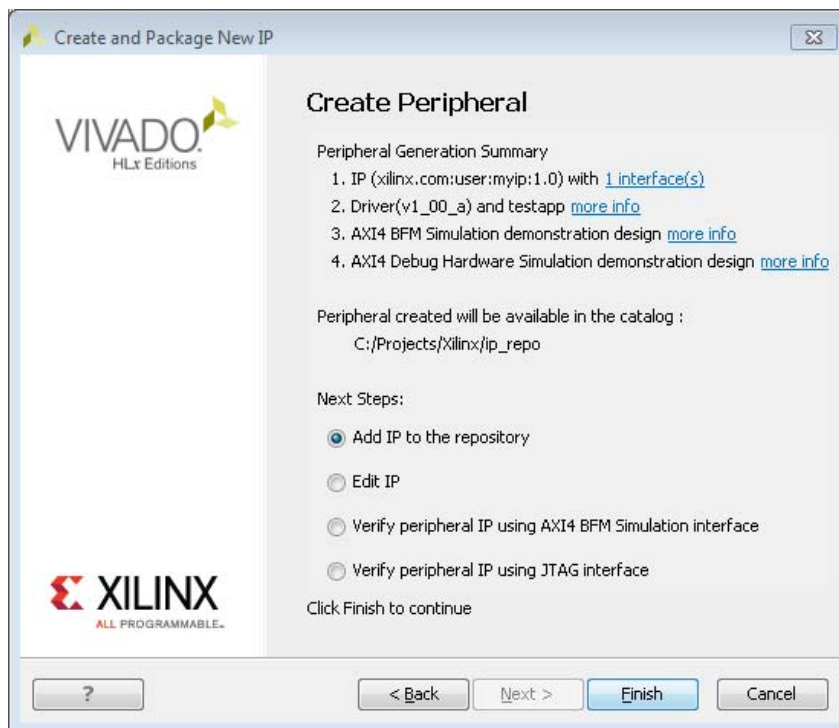 Create and Package New IP
VIVADO.
HLx Editions
Create Peripheral
Peripheral Generation Summary
1. IP (xilinx.com:user:myip:1.0) with 1 interface(s)
2. Driver(v1_00_a) and testapp more info
3. AXI4 BFM Simulation demonstration design more info
4. AXI4 Debug Hardware Simulation demonstration design more info
Peripheral created will be available in the catalog :
C:/Projects/Xilinx/ip_repo
Next Steps:
Add IP to the repository
Edit IP
Verify peripheral IP using AXI4 BFM Simulation interface
Verify peripheral IP using JTAG interface
Click Finish to continue
XILINX
ALL PROGRAMMABLE™
? < Back Next > Finish Cancel